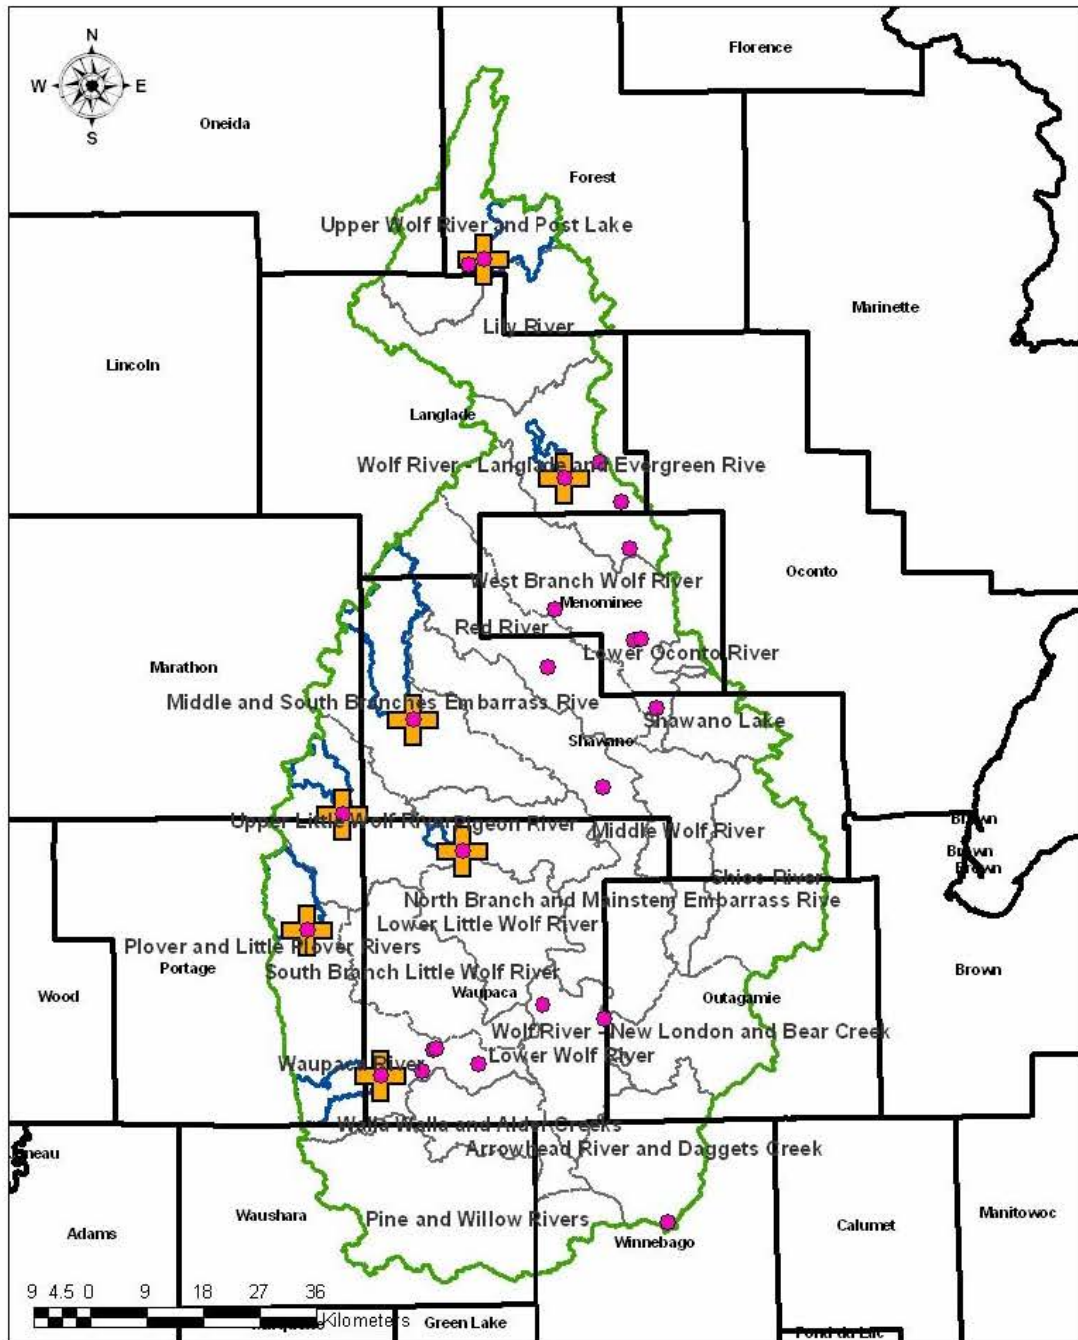 N
Florence
W E
Oneida
S
Forest
Upper Wolf River and Post Lake
Marinette
Lily River
Lincoln
Langlade
Wolf River - Langlade and Evergreen Rive
Oconto
West Branch Wolf River
Menominee
Red River
Lower Oconto River
Marathon
Middle and South Branches Embarrass Rive
Shawano Lake
Shawano
Upper Little Wolf River
Pigeon River
Middle Wolf River
Brown
Brown
Brown
Shioc River
North Branch and Mainstem Embarrass Rive
Lower Little Wolf River
Plover and Little Plover Rivers
Portage
South Branch Little Wolf River
Brown
Wood
Waupaca
Outagamie
Wolf River - New London and Bear Creek
Lower Wolf River
Waupaca River
Walla Walla and Alder Creeks
Arrowhead River and Daggets Creek
neau
Waushara
Pine and Willow Rivers
Manitowoc
Calumet
Adams
Winnebago
9 4.5 0 9 18 27 36
Kilometers
Green Lake
Fond du Lac